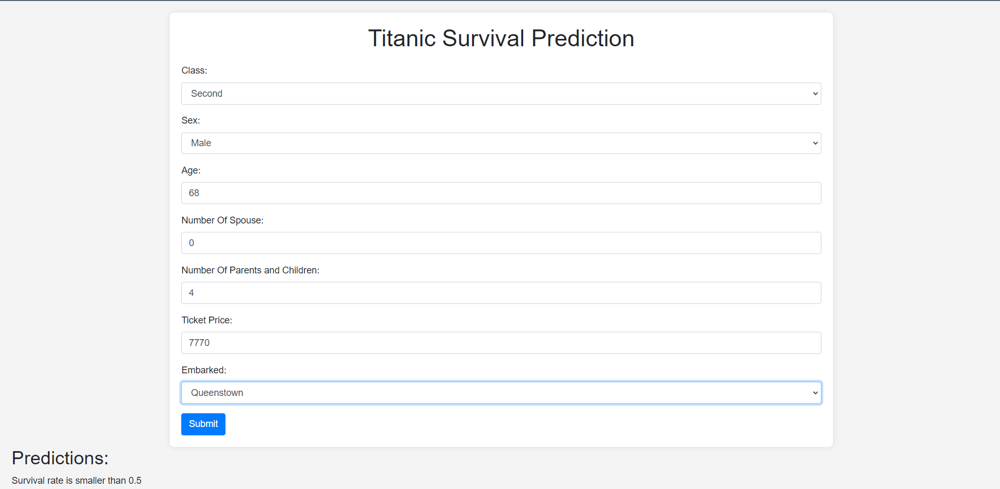 Titanic Survival Prediction
Class:
Second
Sex:
Male
Age:
68
Number Of Spouse:
0
Number Of Parents and Children:
4
Ticket Price:
7770
Embarked:
Queenstown
Submit
Predictions:
Survival rate is smaller than 0.5